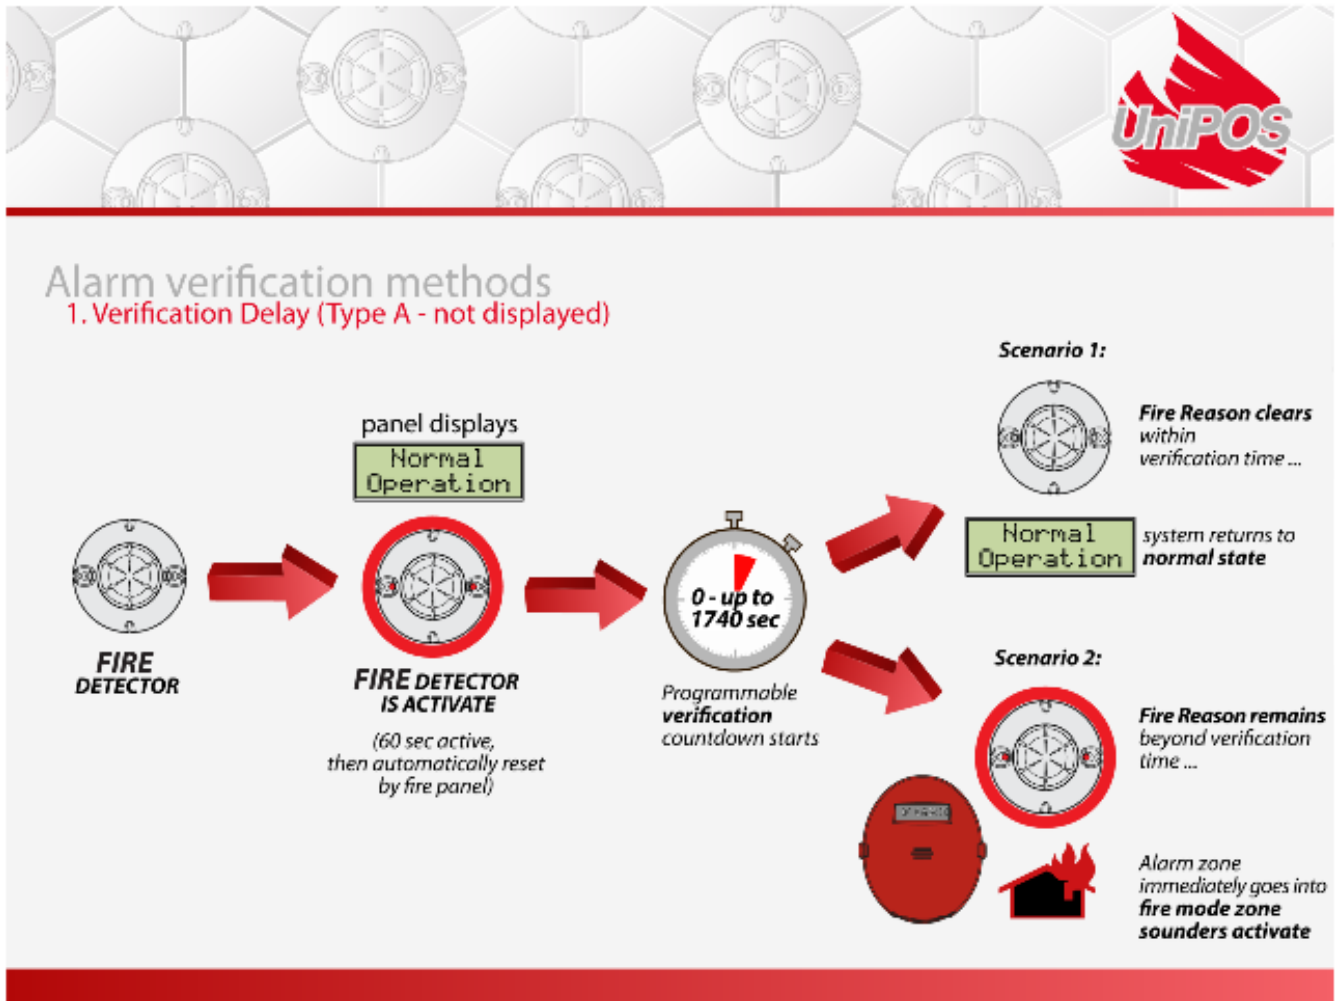 UniPOS
Alarm verification methods
1. Verification Delay (Type A - not displayed)
panel displays
Normal
Operation
FIRE
DETECTOR
FIRE DETECTOR
IS ACTIVATE
(60 sec active,
then automatically reset
by fire panel)
0 - up to
1740 sec
Programmable
verification
countdown starts
Scenario 1:
Fire Reason clears
within
verification time ...
Normal
Operation
system returns to
normal state
Scenario 2:
Fire Reason remains
beyond verification
time ...
Alarm zone
immediately goes into
fire mode zone
sounders activate